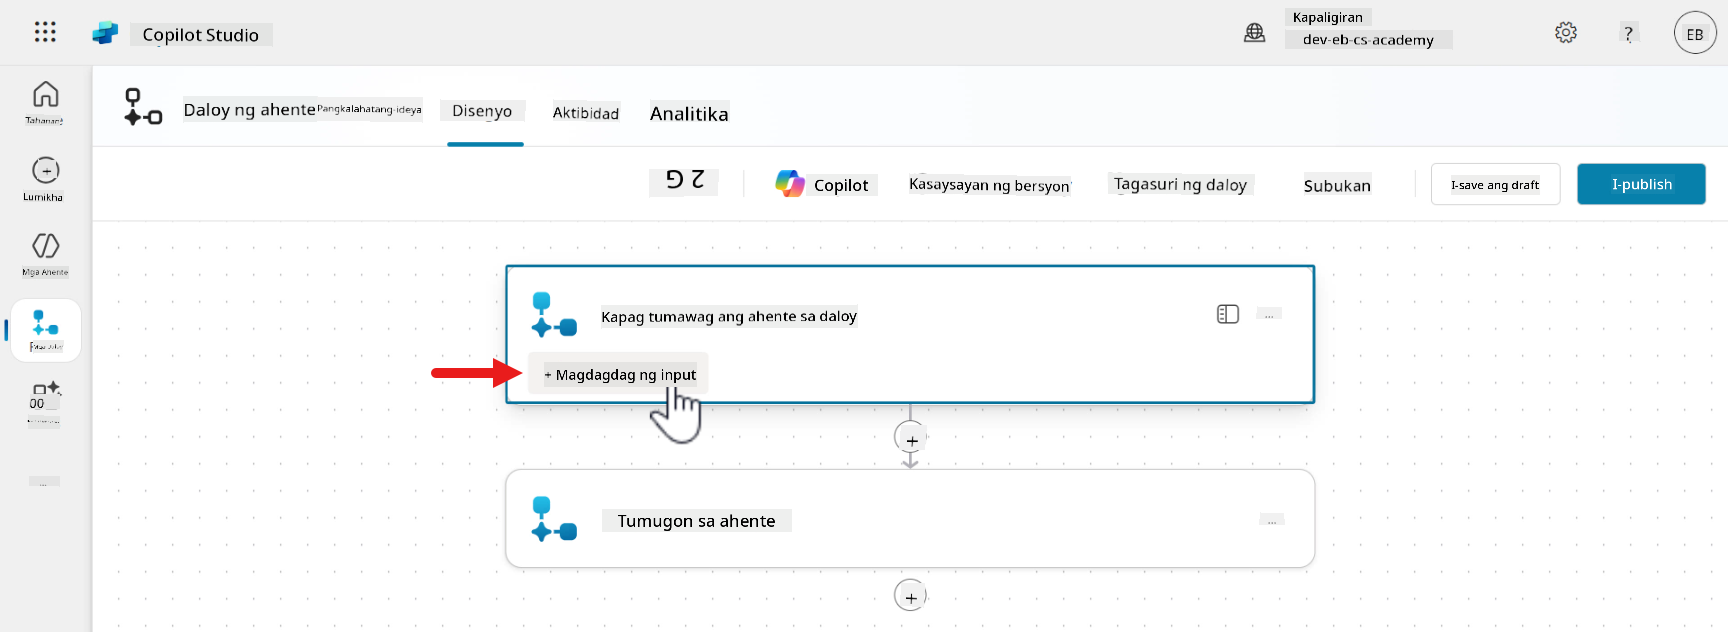 Copilot Studio
Kapaligiran
dev-eb-cs-academy
?
EB
Tahanan
Lumikha
Mga Ahente
Daloy ng ahente
Pangkalahatang-ideya
Disenyo
Aktibidad
Analitika
Copilot
Kasaysayan ng bersyon
Tagasuri ng daloy
Subukan
I-save ang draft
I-publish
Kapag tumawag ang ahente sa daloy
...
+ Magdagdag ng input
+
Tumugon sa ahente
...
+